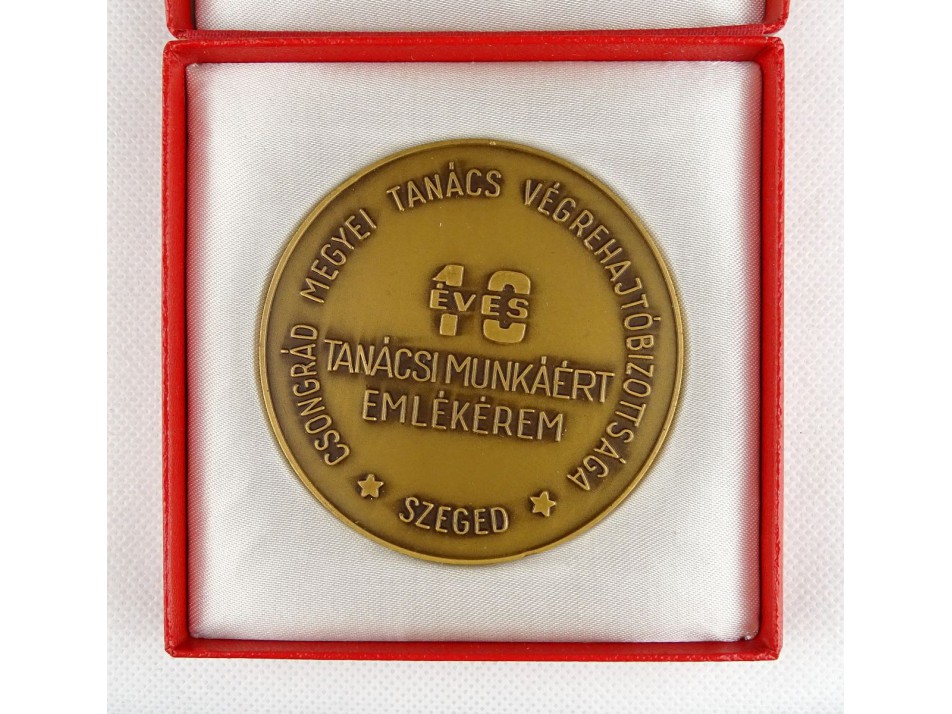 CSONGRÁD MEGYEI TANÁCS VÉGREHAJTÓBIZOTTSÁGA
10
ÉVES
TANÁCSI MUNKÁÉRT
EMLÉKÉREM
SZEGED